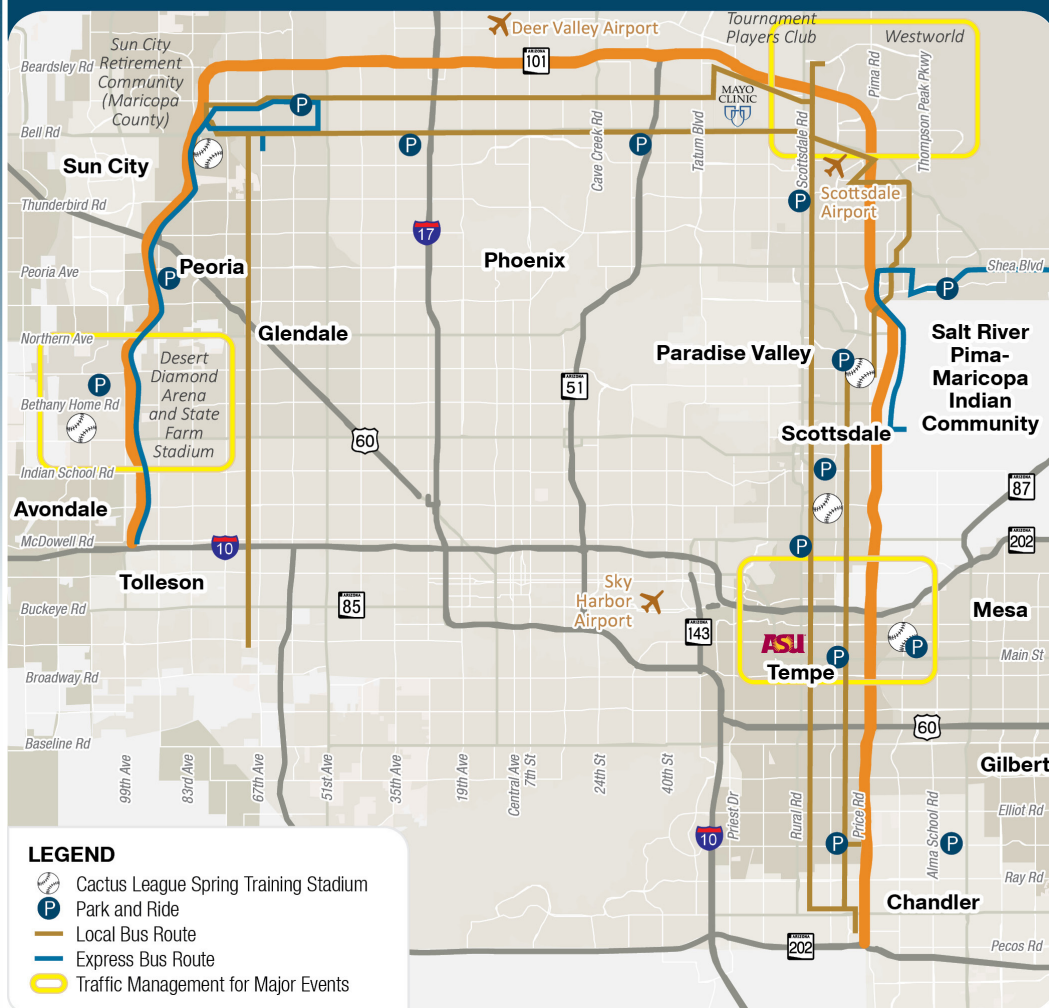 Deer Valley Airport
Tournament
Players Club
Westworld
Sun City
Retirement
Community
(Maricopa
County)
Beardsley Rd
ARIZONA
101
Pima Rd
Thompson Peak Pkwy
MAYO
CLINIC
Bell Rd
Cave Creek Rd
Tatum Blvd
Scottsdale Rd
P
P
P
Sun City
Scottsdale
Airport
P
Thunderbird Rd
17
Peoria Ave
Peoria
P
Phoenix
Shea Blvd
P
Northern Ave
Glendale
Desert
Diamond
Arena
and State
Farm
Stadium
Paradise Valley
P
Salt River
Pima-
Maricopa
Indian
Community
P
Bethany Home Rd
ARIZONA
51
60
Scottsdale
Indian School Rd
P
ARIZONA
87
Avondale
McDowell Rd
10
P
ARIZONA
202
Tolleson
Sky
Harbor
Airport
Buckeye Rd
ARIZONA
85
ARIZONA
143
Mesa
ASU
P
P
Main St
Tempe
Broadway Rd
60
Baseline Rd
Gilbert
99th Ave
83rd Ave
67th Ave
51st Ave
35th Ave
19th Ave
Central Ave
7th St
24th St
40th St
Priest Dr
Rural Rd
Price Rd
Alma School Rd
Elliot Rd
10
P
P
Ray Rd
Chandler
ARIZONA
202
Pecos Rd
LEGEND
Cactus League Spring Training Stadium
P Park and Ride
Local Bus Route
Express Bus Route
Traffic Management for Major Events